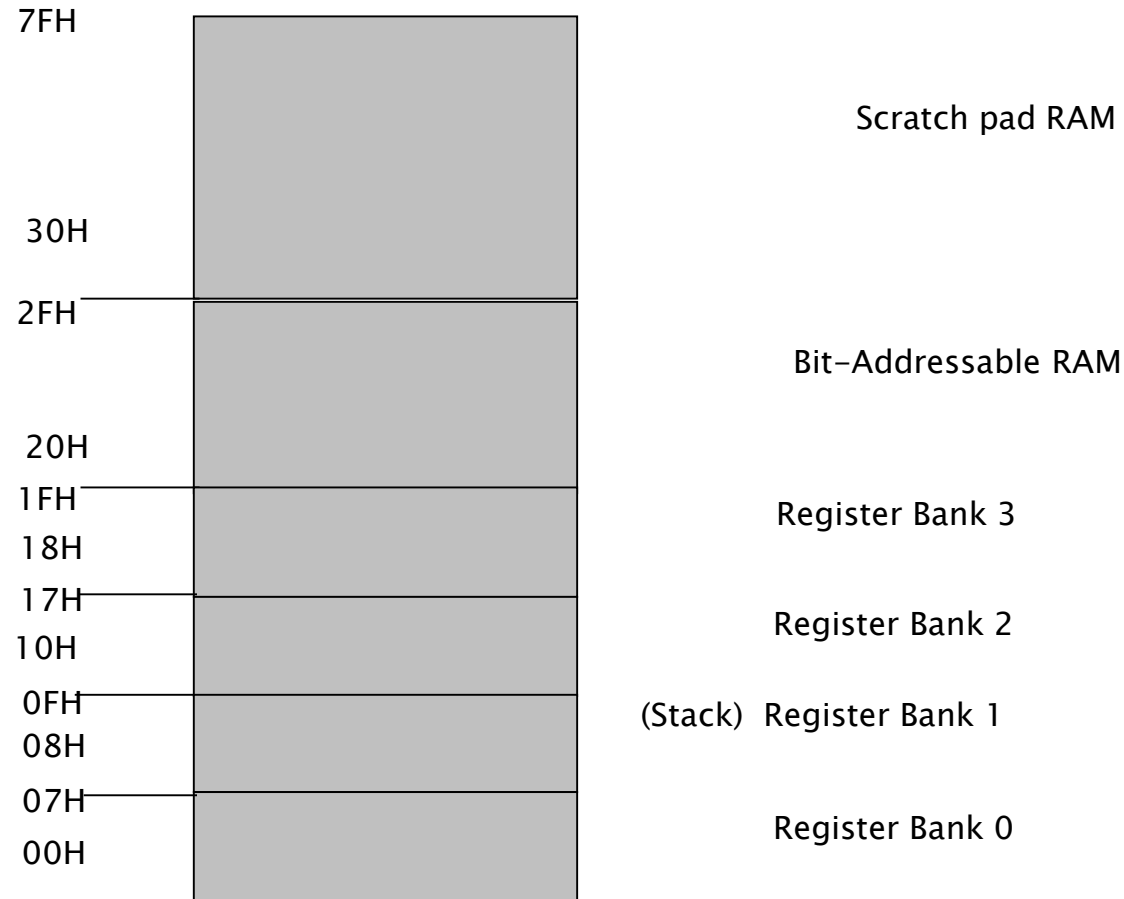 7FH
Scratch pad RAM
30H
2FH
Bit-Addressable RAM
20H
1FH
Register Bank 3
18H
17H
Register Bank 2
10H
0FH
(Stack) Register Bank 1
08H
07H
Register Bank 0
00H